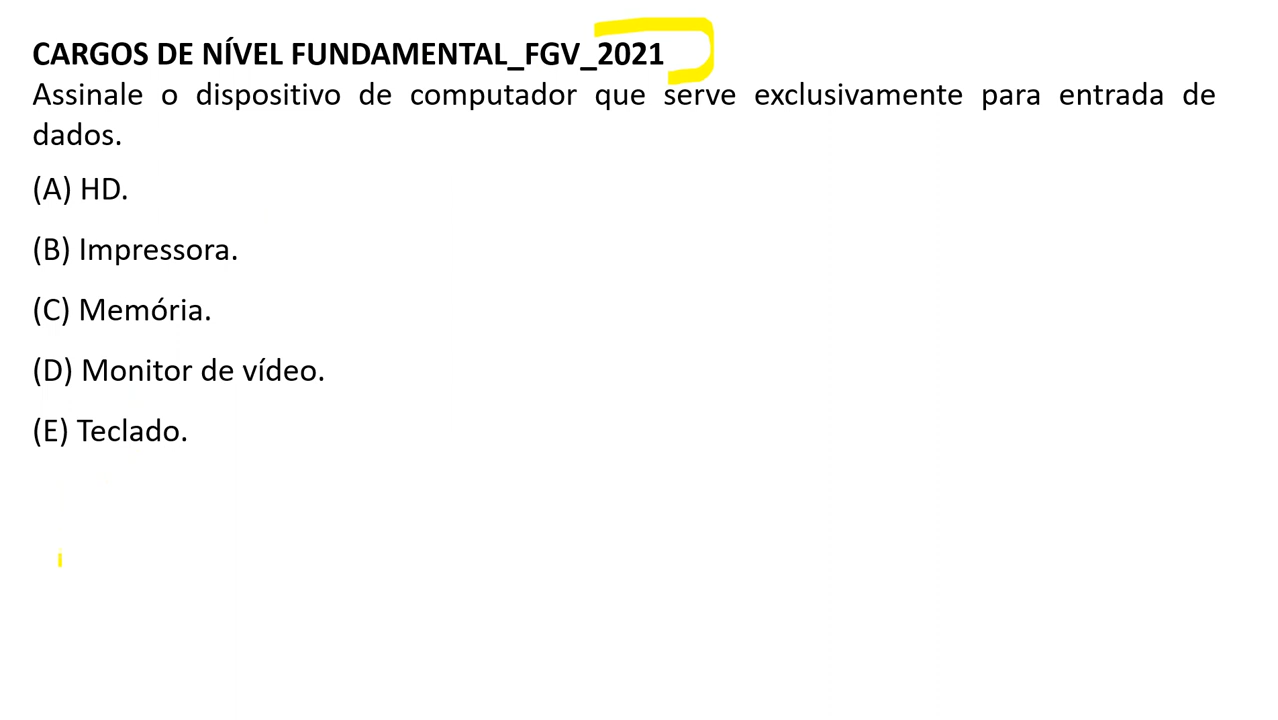 CARGOS DE NÍVEL FUNDAMENTAL_FGV_2021
Assinale o dispositivo de computador que serve exclusivamente para entrada de
dados.
(A) HD.
(B) Impressora.
(C) Memória.
(D) Monitor de vídeo.
(E) Teclado.